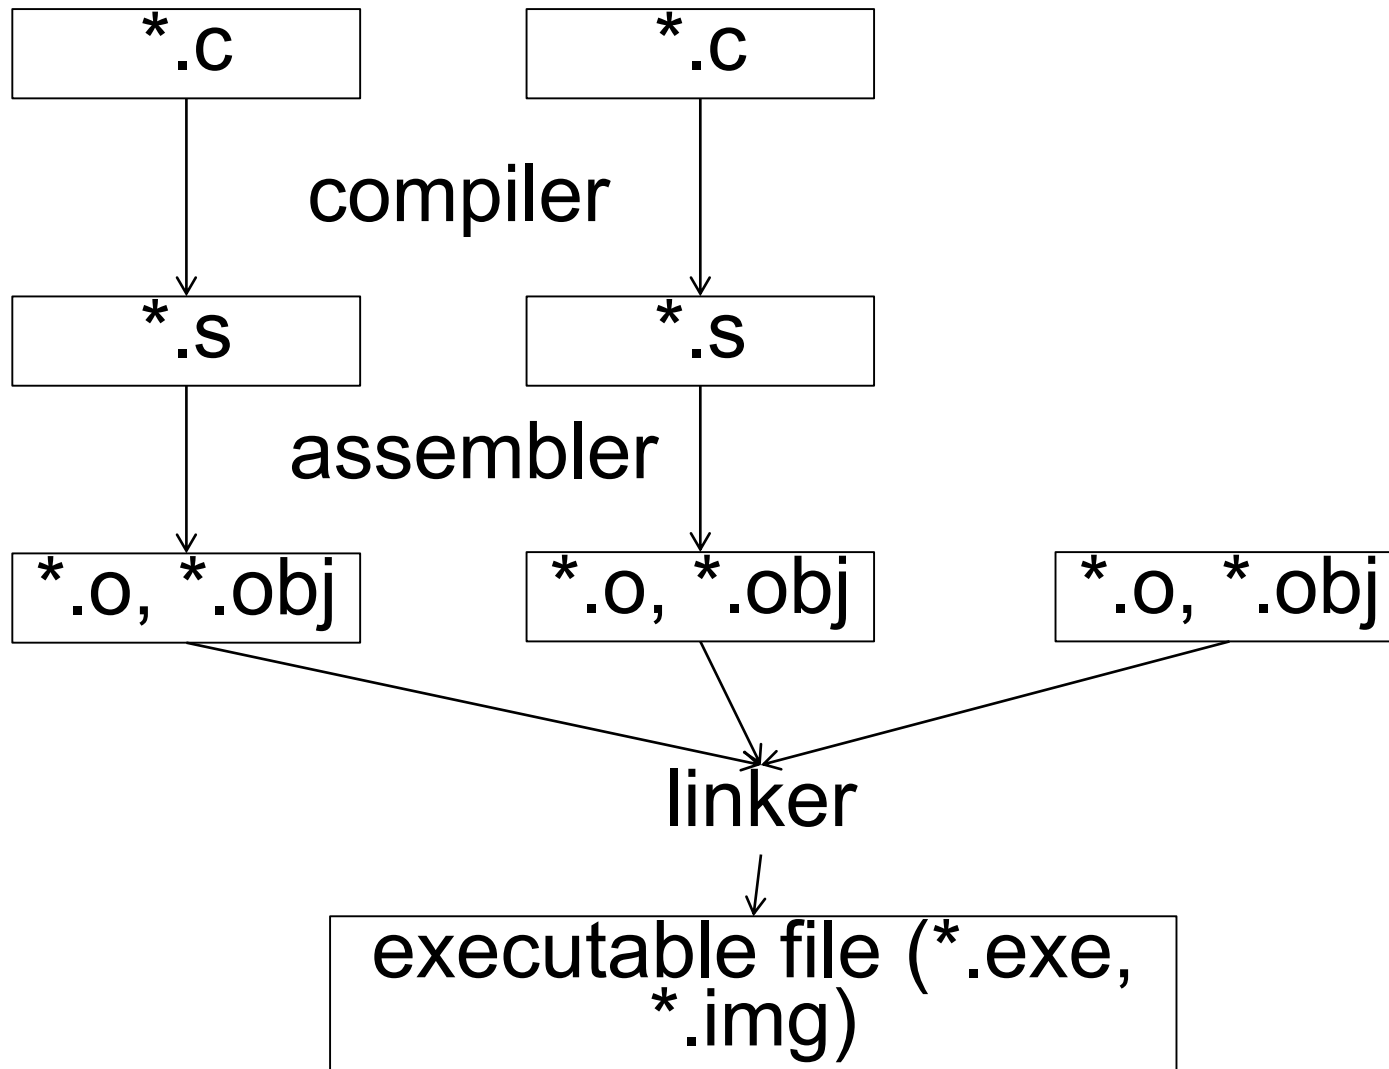 *.c
*.c
compiler
*.s
*.s
assembler
*.o, *.obj
*.o, *.obj
*.o, *.obj
linker
executable file (*.exe,
*.img)